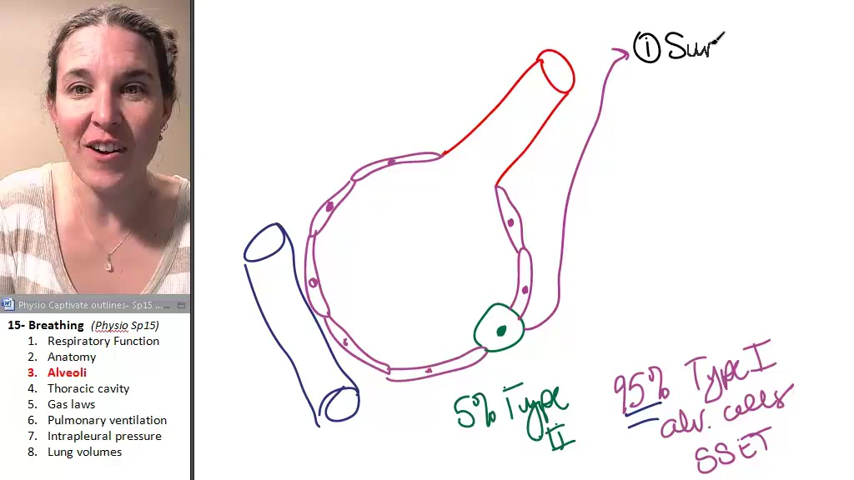 ① Sur
5% Type
II
95% Type I
alv. cells
SSET
Physio Captivate outlines- Sp15 ...
15- Breathing (Physio Sp15)
1. Respiratory Function
2. Anatomy
3. Alveoli
4. Thoracic cavity
5. Gas laws
6. Pulmonary ventilation
7. Intrapleural pressure
8. Lung volumes